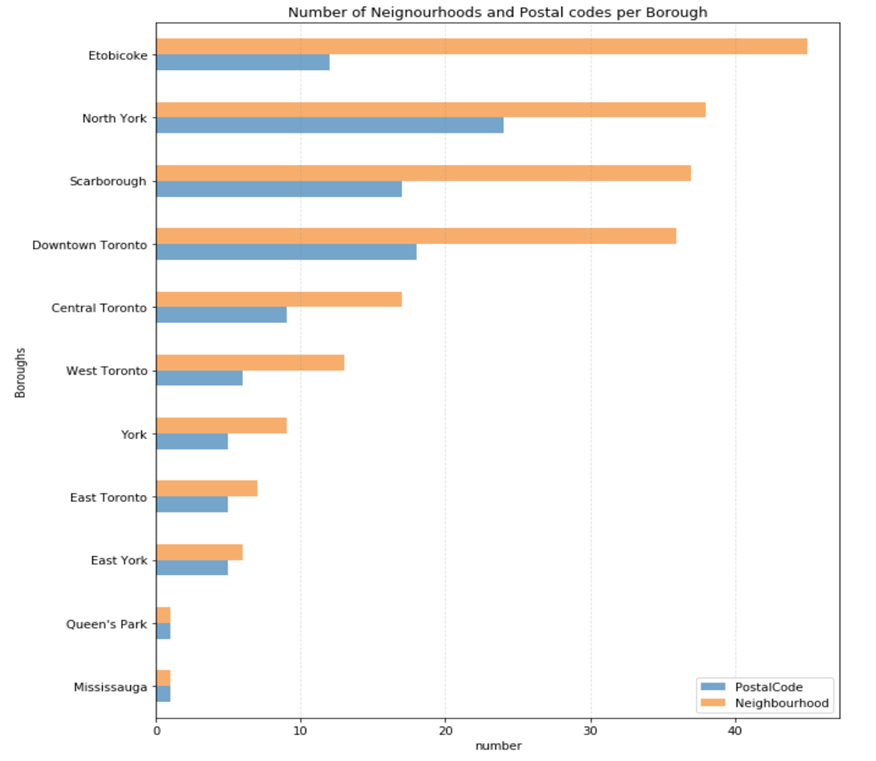 Number of Neignourhoods and Postal codes per Borough
Etobicoke
North York
Scarborough
Downtown Toronto
Central Toronto
West Toronto
York
East Toronto
East York
Queen's Park
Mississauga
Boroughs
PostalCode
Neighbourhood
0 10 20 30 40
number